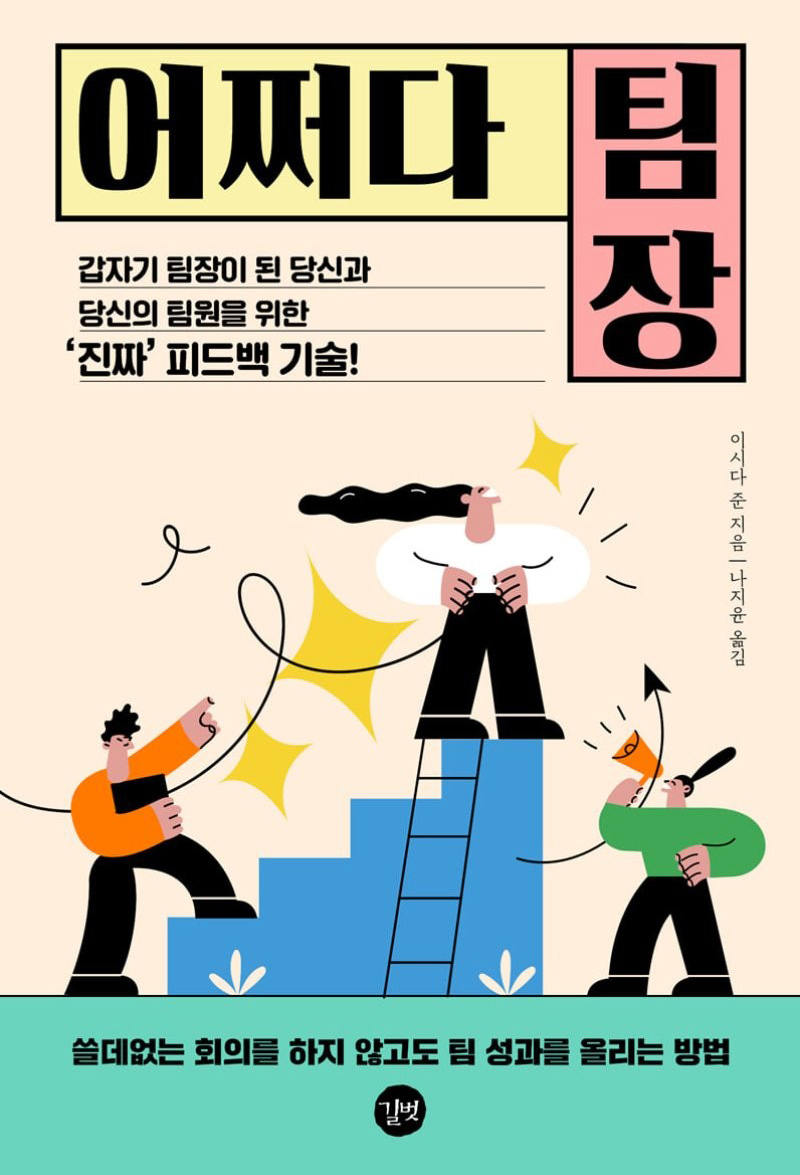 어쩌다 팀장
갑자기 팀장이 된 당신과
당신의 팀원을 위한
‘진짜’ 피드백 기술!
이시다 준 지음 | 나지윤 옮김
쓸데없는 회의를 하지 않고도 팀 성과를 올리는 방법
길벗